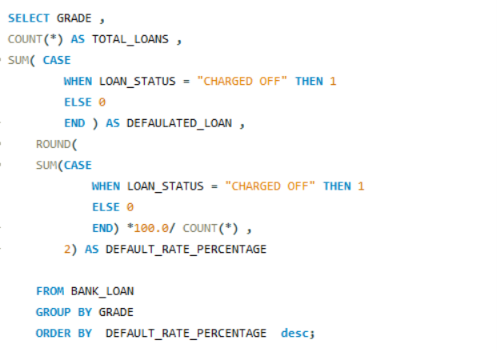 SELECT GRADE ,
COUNT(*) AS TOTAL_LOANS ,
SUM( CASE
WHEN LOAN_STATUS = "CHARGED OFF" THEN 1
ELSE 0
END ) AS DEFAULATED_LOAN ,
ROUND(
SUM(CASE
WHEN LOAN_STATUS = "CHARGED OFF" THEN 1
ELSE 0
END) *100.0/ COUNT(*) ,
2) AS DEFAULT_RATE_PERCENTAGE
FROM BANK_LOAN
GROUP BY GRADE
ORDER BY DEFAULT_RATE_PERCENTAGE desc;